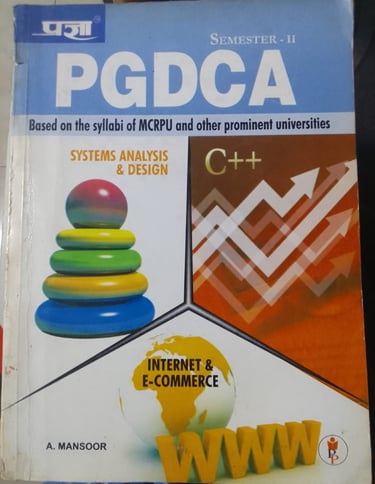 प्रज्ञा
SEMESTER - II
PGDCA
Based on the syllabi of MCRPU and other prominent universities
SYSTEMS ANALYSIS
& DESIGN
C++
INTERNET &
E-COMMERCE
A. MANSOOR
WWW